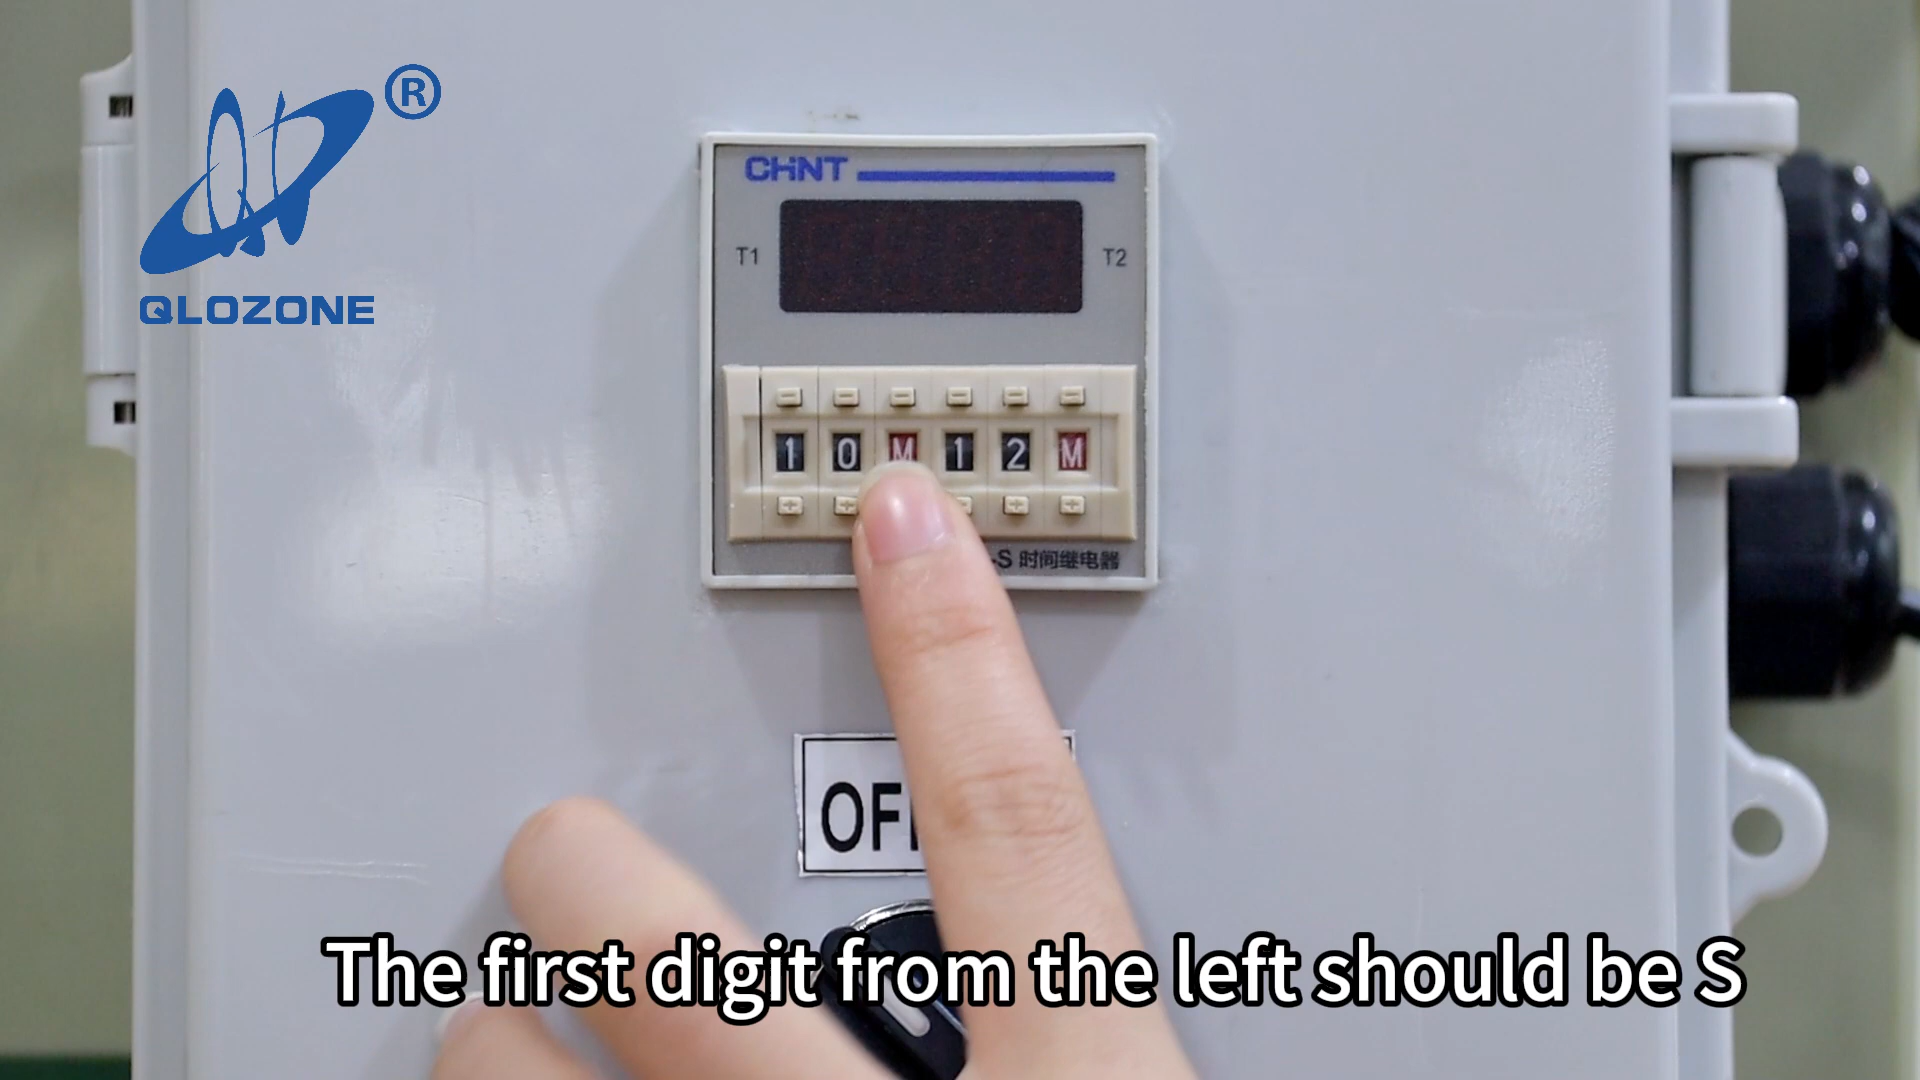 ®
QLOZONE
CHNT
T1 T2
1 0 M 1 2 M
-S 时间继电器
The first digit from the left should be S